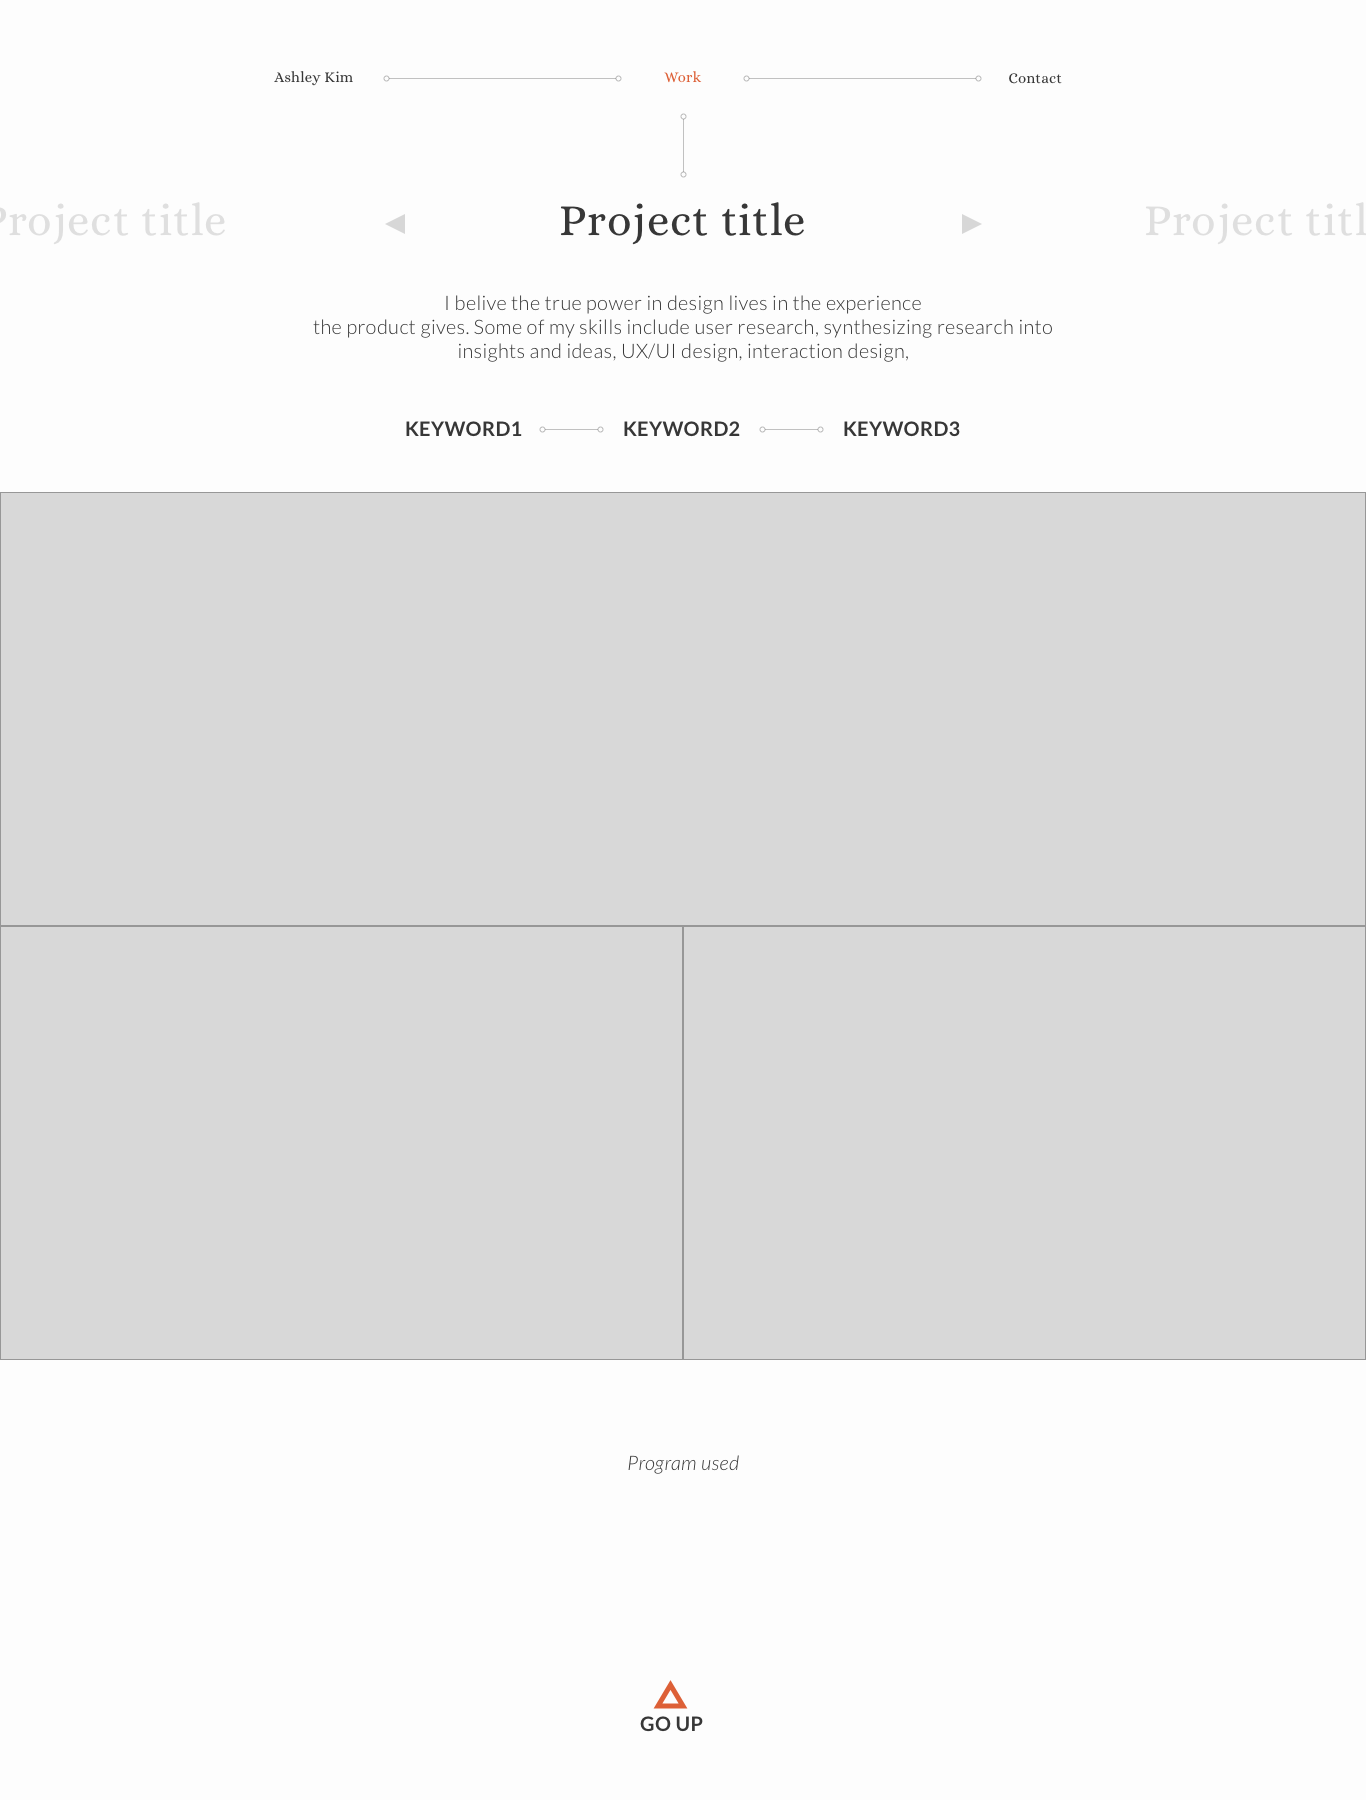 Ashley Kim Work Contact
Project title Project title Project titl
I belive the true power in design lives in the experience
the product gives. Some of my skills include user research, synthesizing research into
insights and ideas, UX/UI design, interaction design,
KEYWORD1 KEYWORD2 KEYWORD3
Program used
GO UP